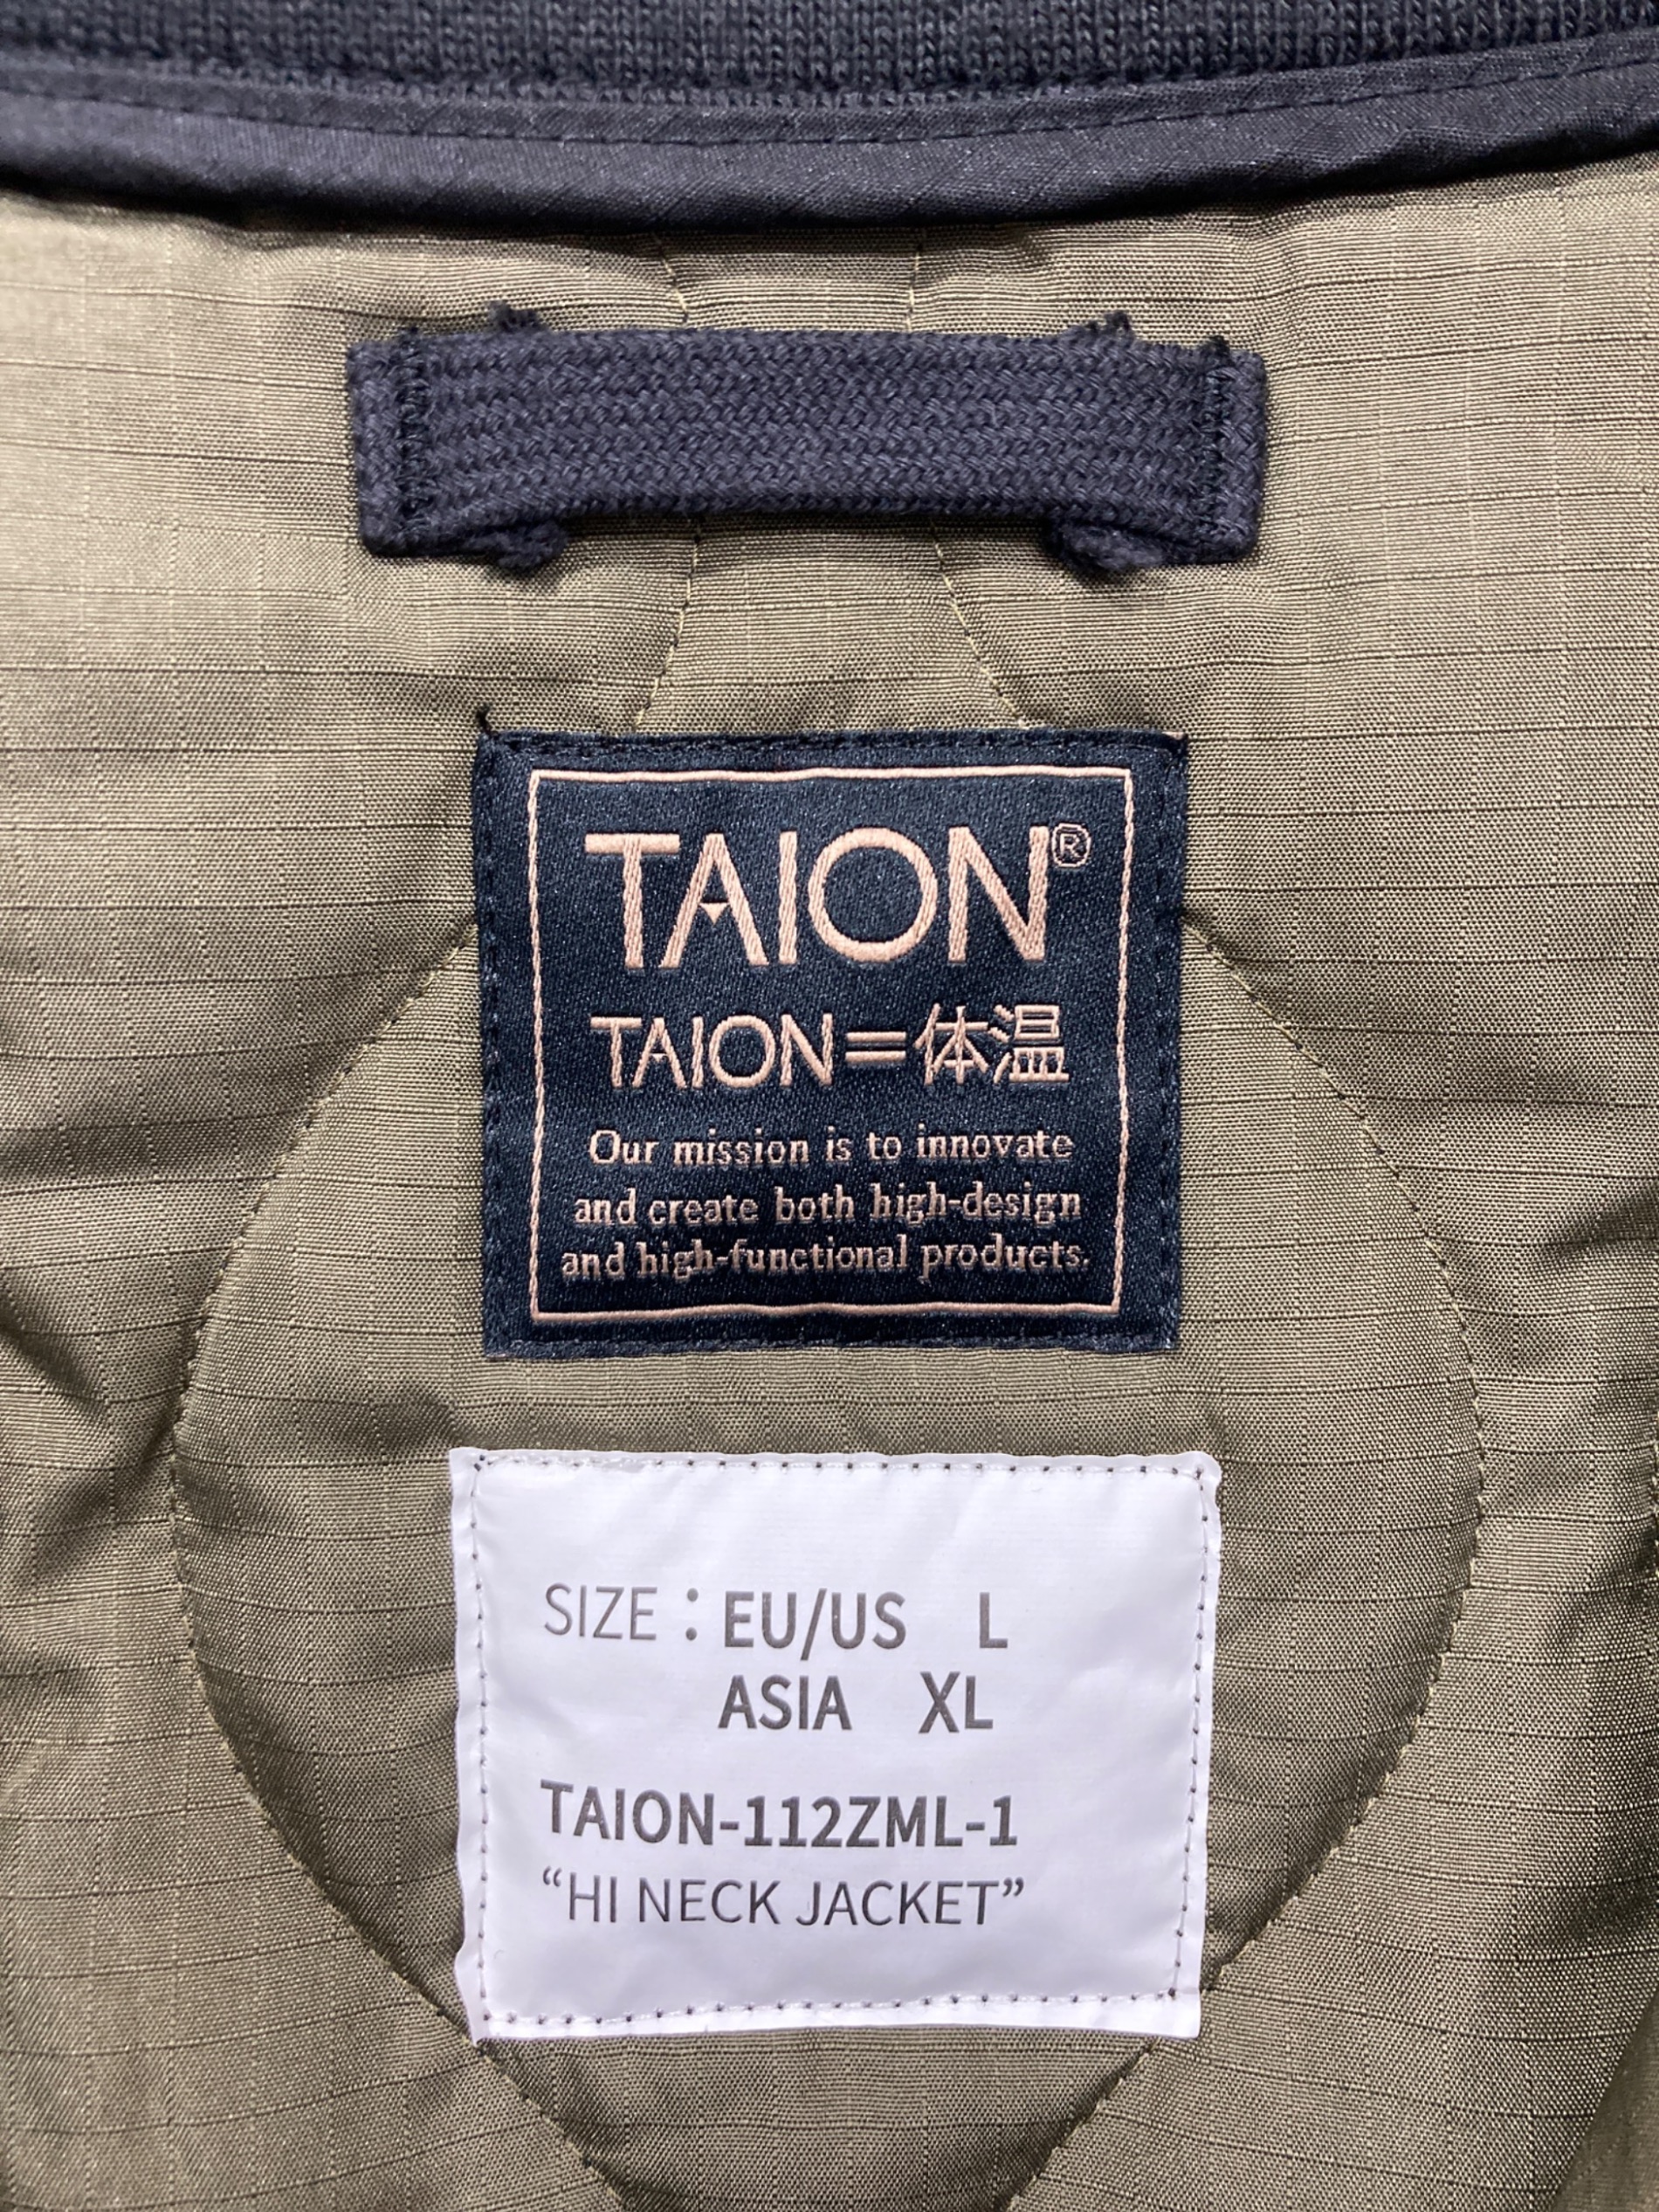 TAION®
TAION=体温
Our mission is to innovate
and create both high-design
and high-functional products.
SIZE : EU/US L
ASIA XL
TAION-112ZML-1
“HI NECK JACKET”